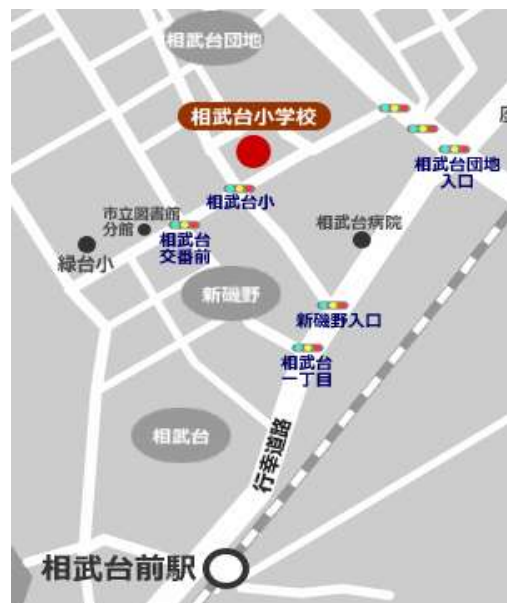 相武台団地
相武台小学校
相武台団地
入口
相武台小
市立図書館
分館
相武台
交番前
相武台病院
緑台小
新磯野
新磯野入口
相武台
一丁目
相武台
行幸道路
相武台前駅